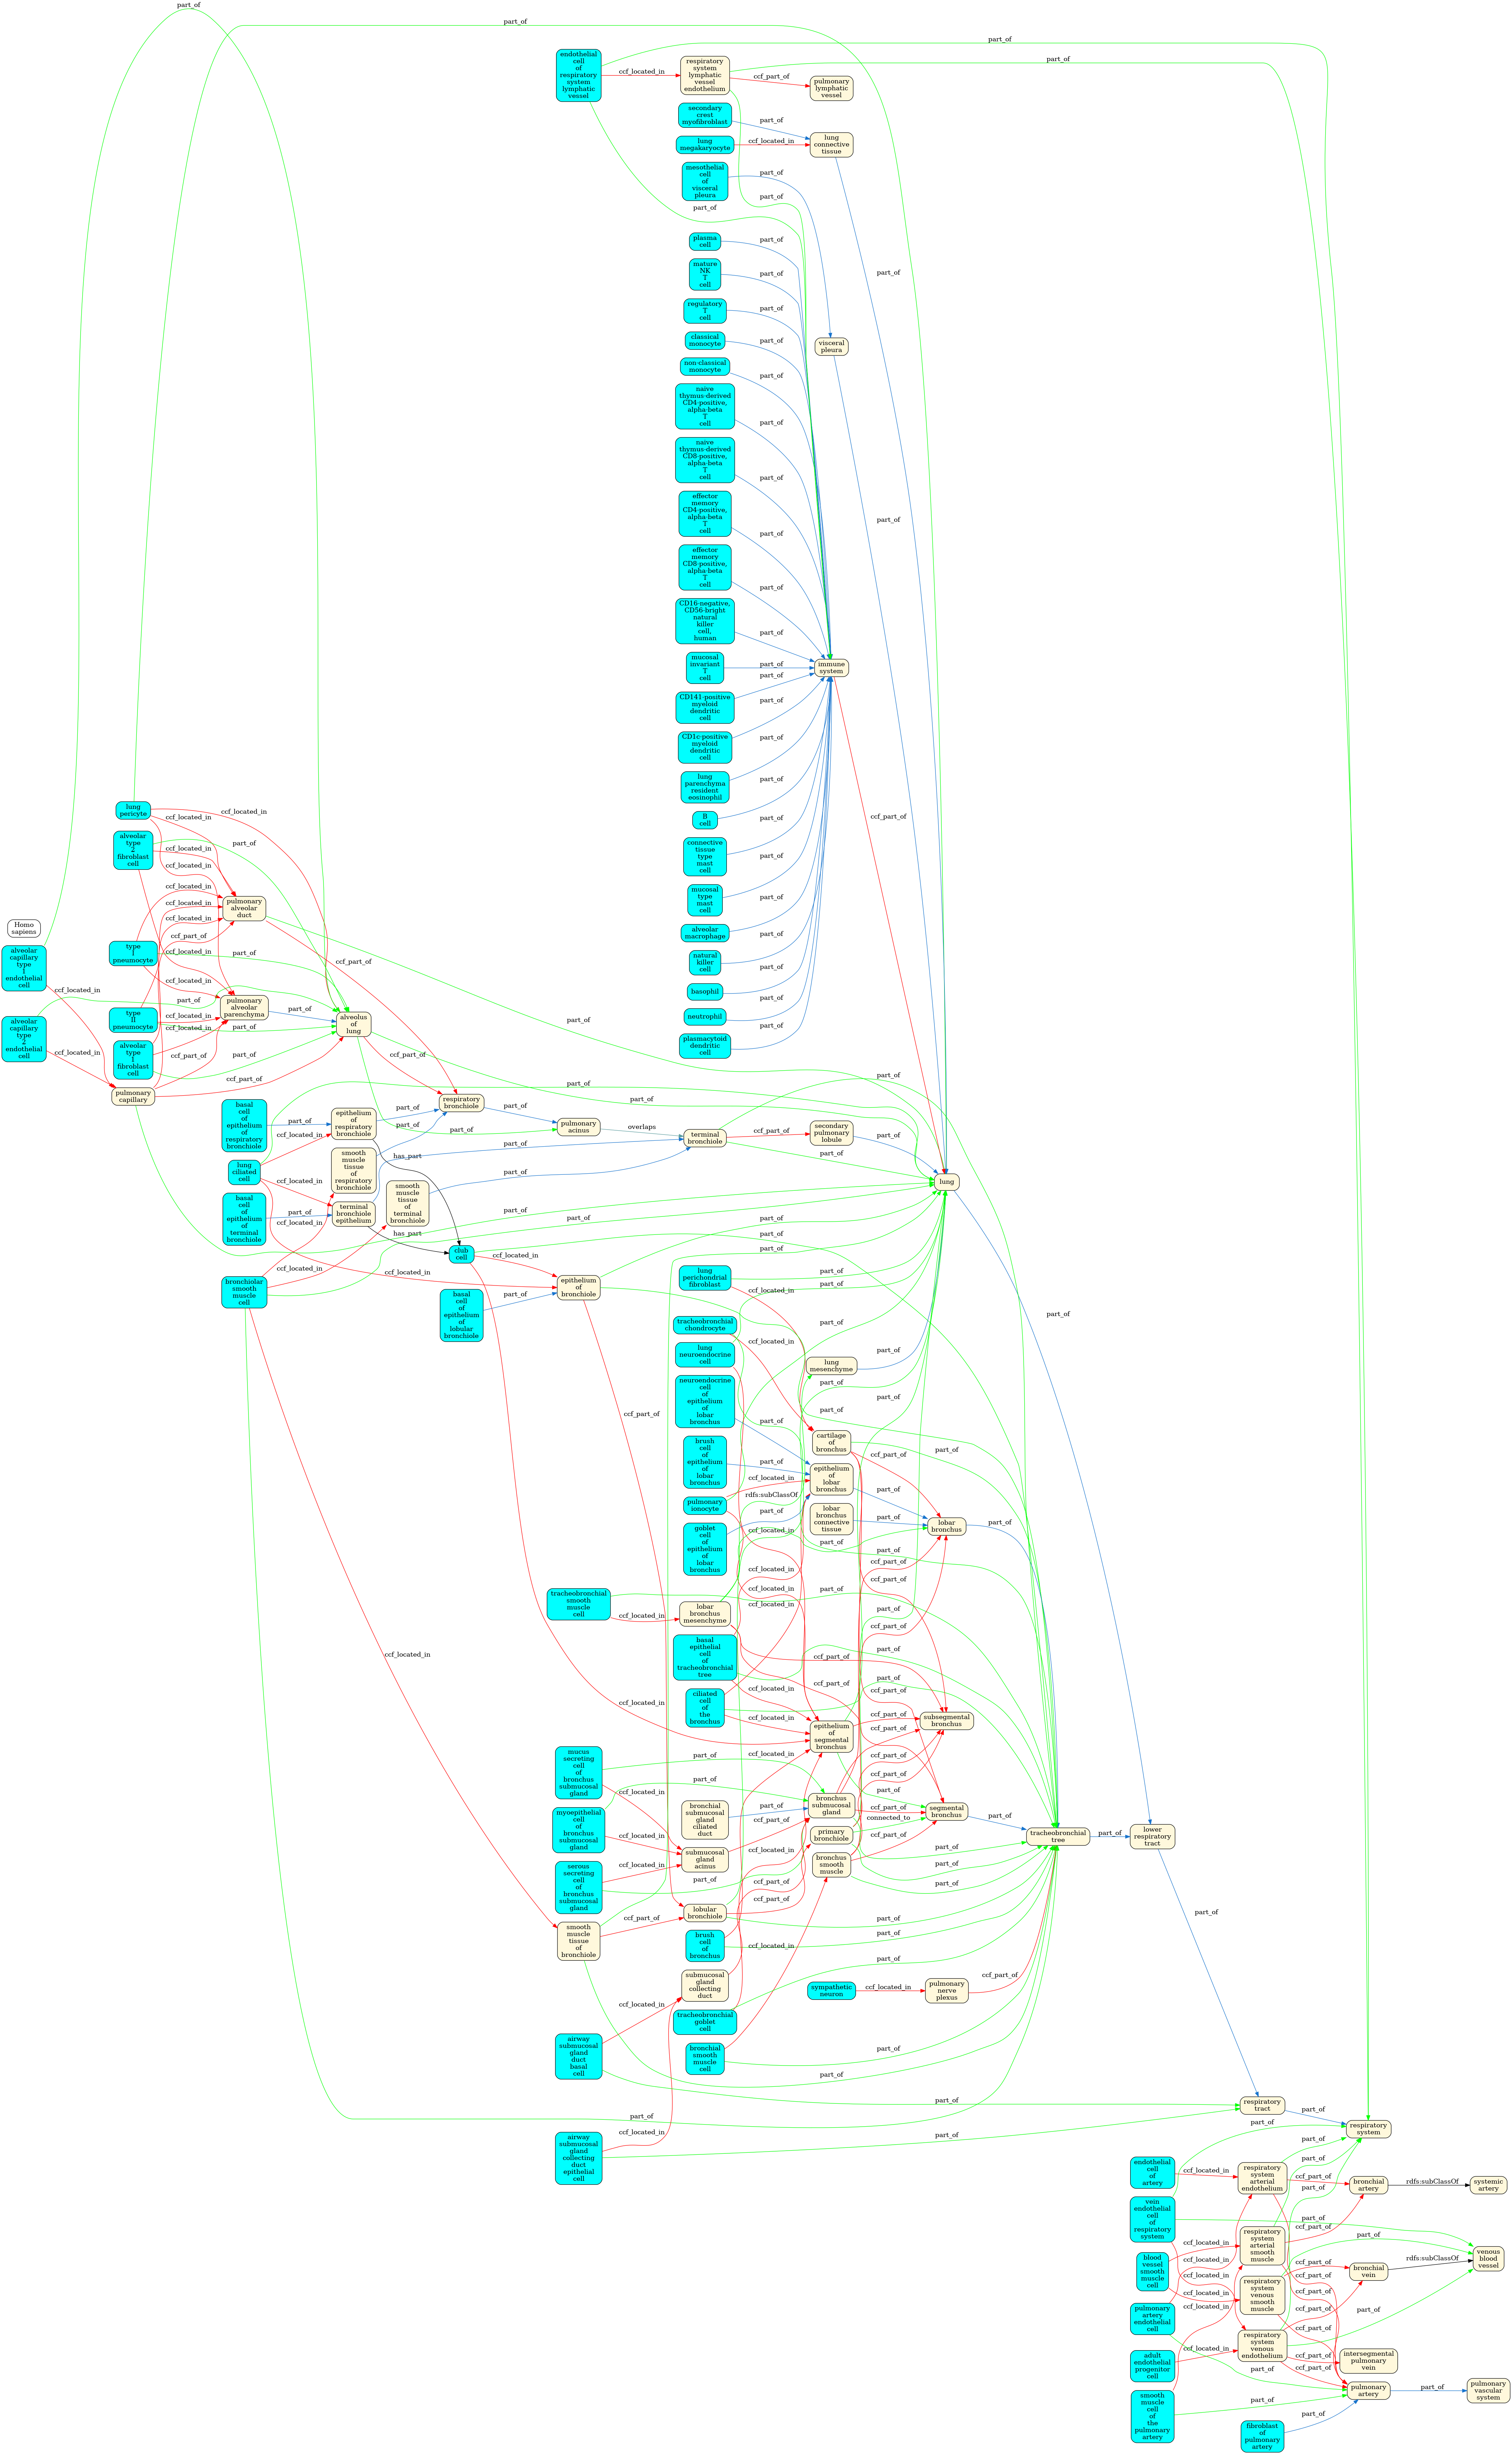 part_of
part_of
part_of
part_of
endothelial
cell
of
respiratory
system
lymphatic
vessel
ccf_located_in
respiratory
system
lymphatic
vessel
endothelium
ccf_part_of
pulmonary
lymphatic
vessel
secondary
crest
myofibroblast
part_of
lung
connective
tissue
lung
megakaryocyte
ccf_located_in
mesothelial
cell
of
visceral
pleura
part_of
part_of
part_of
plasma
cell
part_of
mature
NK
T
cell
part_of
part_of
regulatory
T
cell
part_of
classical
monocyte
part_of
visceral
pleura
non-classical
monocyte
part_of
naive
thymus-derived
CD4-positive,
alpha-beta
T
cell
part_of
naive
thymus-derived
CD8-positive,
alpha-beta
T
cell
part_of
effector
memory
CD4-positive,
alpha-beta
T
cell
part_of
part_of
effector
memory
CD8-positive,
alpha-beta
T
cell
part_of
CD16-negative,
CD56-bright
natural
killer
cell,
human
part_of
mucosal
invariant
T
cell
part_of
immune
system
CD141-positive
myeloid
dendritic
cell
part_of
CD1c-positive
myeloid
dendritic
cell
part_of
lung
parenchyma
resident
eosinophil
part_of
B
cell
part_of
ccf_part_of
connective
tissue
type
mast
cell
part_of
mucosal
type
mast
cell
part_of
alveolar
macrophage
part_of
natural
killer
cell
part_of
basophil
part_of
neutrophil
part_of
plasmacytoid
dendritic
cell
part_of
lung
pericyte
ccf_located_in
ccf_located_in
alveolar
type
2
fibroblast
cell
part_of
ccf_located_in
ccf_located_in
ccf_located_in
ccf_located_in
pulmonary
alveolar
duct
ccf_located_in
ccf_part_of
Homo
sapiens
alveolar
capillary
type
1
endothelial
cell
ccf_located_in
type
I
pneumocyte
ccf_located_in
part_of
ccf_part_of
ccf_located_in
part_of
pulmonary
alveolar
parenchyma
part_of
alveolar
capillary
type
2
endothelial
cell
ccf_located_in
type
II
pneumocyte
ccf_located_in
ccf_located_in
part_of
alveolus
of
lung
alveolar
type
1
fibroblast
cell
ccf_part_of
part_of
ccf_part_of
ccf_part_of
pulmonary
capillary
part_of
part_of
part_of
part_of
basal
cell
of
epithelium
of
respiratory
bronchiole
part_of
epithelium
of
respiratory
bronchiole
part_of
respiratory
bronchiole
part_of
pulmonary
acinus
overlaps
terminal
bronchiole
ccf_part_of
secondary
pulmonary
lobule
part_of
part_of
ccf_located_in
has_part
part_of
part_of
lung
ciliated
cell
smooth
muscle
tissue
of
respiratory
bronchiole
part_of
lung
ccf_located_in
smooth
muscle
tissue
of
terminal
bronchiole
basal
cell
of
epithelium
of
terminal
bronchiole
part_of
ccf_located_in
terminal
bronchiole
epithelium
part_of
part_of
part_of
has_part
club
cell
part_of
part_of
ccf_located_in
ccf_located_in
ccf_located_in
bronchiolar
smooth
muscle
cell
epithelium
of
bronchiole
basal
cell
of
epithelium
of
lobular
bronchiole
part_of
lung
perichondrial
fibroblast
part_of
ccf_located_in
part_of
tracheobronchial
chondrocyte
ccf_located_in
part_of
part_of
lung
neuroendocrine
cell
lung
mesenchyme
part_of
part_of
neuroendocrine
cell
of
epithelium
of
lobar
bronchus
part_of
part_of
part_of
part_of
ccf_part_of
cartilage
of
bronchus
part_of
ccf_part_of
brush
cell
of
epithelium
of
lobar
bronchus
part_of
ccf_located_in
epithelium
of
lobar
bronchus
part_of
rdfs:subClassOf
pulmonary
ionocyte
part_of
lobar
bronchus
connective
tissue
part_of
lobar
bronchus
part_of
goblet
cell
of
epithelium
of
lobar
bronchus
ccf_located_in
part_of
part_of
ccf_part_of
ccf_located_in
ccf_part_of
tracheobronchial
smooth
muscle
cell
ccf_located_in
lobar
bronchus
mesenchyme
ccf_located_in
ccf_located_in
part_of
part_of
ccf_part_of
basal
epithelial
cell
of
tracheobronchial
tree
ccf_located_in
ccf_part_of
ccf_part_of
ccf_part_of
part_of
part_of
ccf_located_in
ccf_part_of
ciliated
cell
of
the
bronchus
ccf_located_in
ccf_located_in
epithelium
of
segmental
bronchus
ccf_part_of
ccf_part_of
subsegmental
bronchus
mucus
secreting
cell
of
bronchus
submucosal
gland
part_of
ccf_located_in
ccf_located_in
ccf_part_of
ccf_part_of
part_of
myoepithelial
cell
of
bronchus
submucosal
gland
part_of
ccf_located_in
bronchial
submucosal
gland
ciliated
duct
part_of
bronchus
submucosal
gland
ccf_part_of
connected_to
segmental
bronchus
part_of
primary
bronchiole
ccf_part_of
part_of
tracheobronchial
tree
part_of
lower
respiratory
tract
submucosal
gland
acinus
ccf_part_of
ccf_located_in
bronchus
smooth
muscle
part_of
serous
secreting
cell
of
bronchus
submucosal
gland
ccf_located_in
part_of
ccf_part_of
part_of
lobular
bronchiole
ccf_part_of
part_of
smooth
muscle
tissue
of
bronchiole
ccf_part_of
brush
cell
of
bronchus
part_of
ccf_located_in
part_of
submucosal
gland
collecting
duct
part_of
sympathetic
neuron
ccf_located_in
pulmonary
nerve
plexus
ccf_part_of
ccf_located_in
tracheobronchial
goblet
cell
airway
submucosal
gland
duct
basal
cell
bronchial
smooth
muscle
cell
part_of
part_of
part_of
part_of
respiratory
tract
part_of
ccf_located_in
part_of
airway
submucosal
gland
collecting
duct
epithelial
cell
part_of
respiratory
system
part_of
part_of
endothelial
cell
of
artery
ccf_located_in
respiratory
system
arterial
endothelium
part_of
ccf_part_of
bronchial
artery
rdfs:subClassOf
systemic
artery
part_of
vein
endothelial
cell
of
respiratory
system
part_of
ccf_part_of
ccf_located_in
respiratory
system
arterial
smooth
muscle
part_of
venous
blood
vessel
blood
vessel
smooth
muscle
cell
ccf_located_in
ccf_located_in
ccf_located_in
ccf_located_in
respiratory
system
venous
smooth
muscle
ccf_part_of
ccf_part_of
bronchial
vein
rdfs:subClassOf
ccf_part_of
ccf_part_of
ccf_part_of
part_of
pulmonary
artery
endothelial
cell
respiratory
system
venous
endothelium
adult
endothelial
progenitor
cell
ccf_located_in
ccf_part_of
ccf_part_of
intersegmental
pulmonary
vein
part_of
pulmonary
artery
part_of
pulmonary
vascular
system
smooth
muscle
cell
of
the
pulmonary
artery
part_of
fibroblast
of
pulmonary
artery
part_of